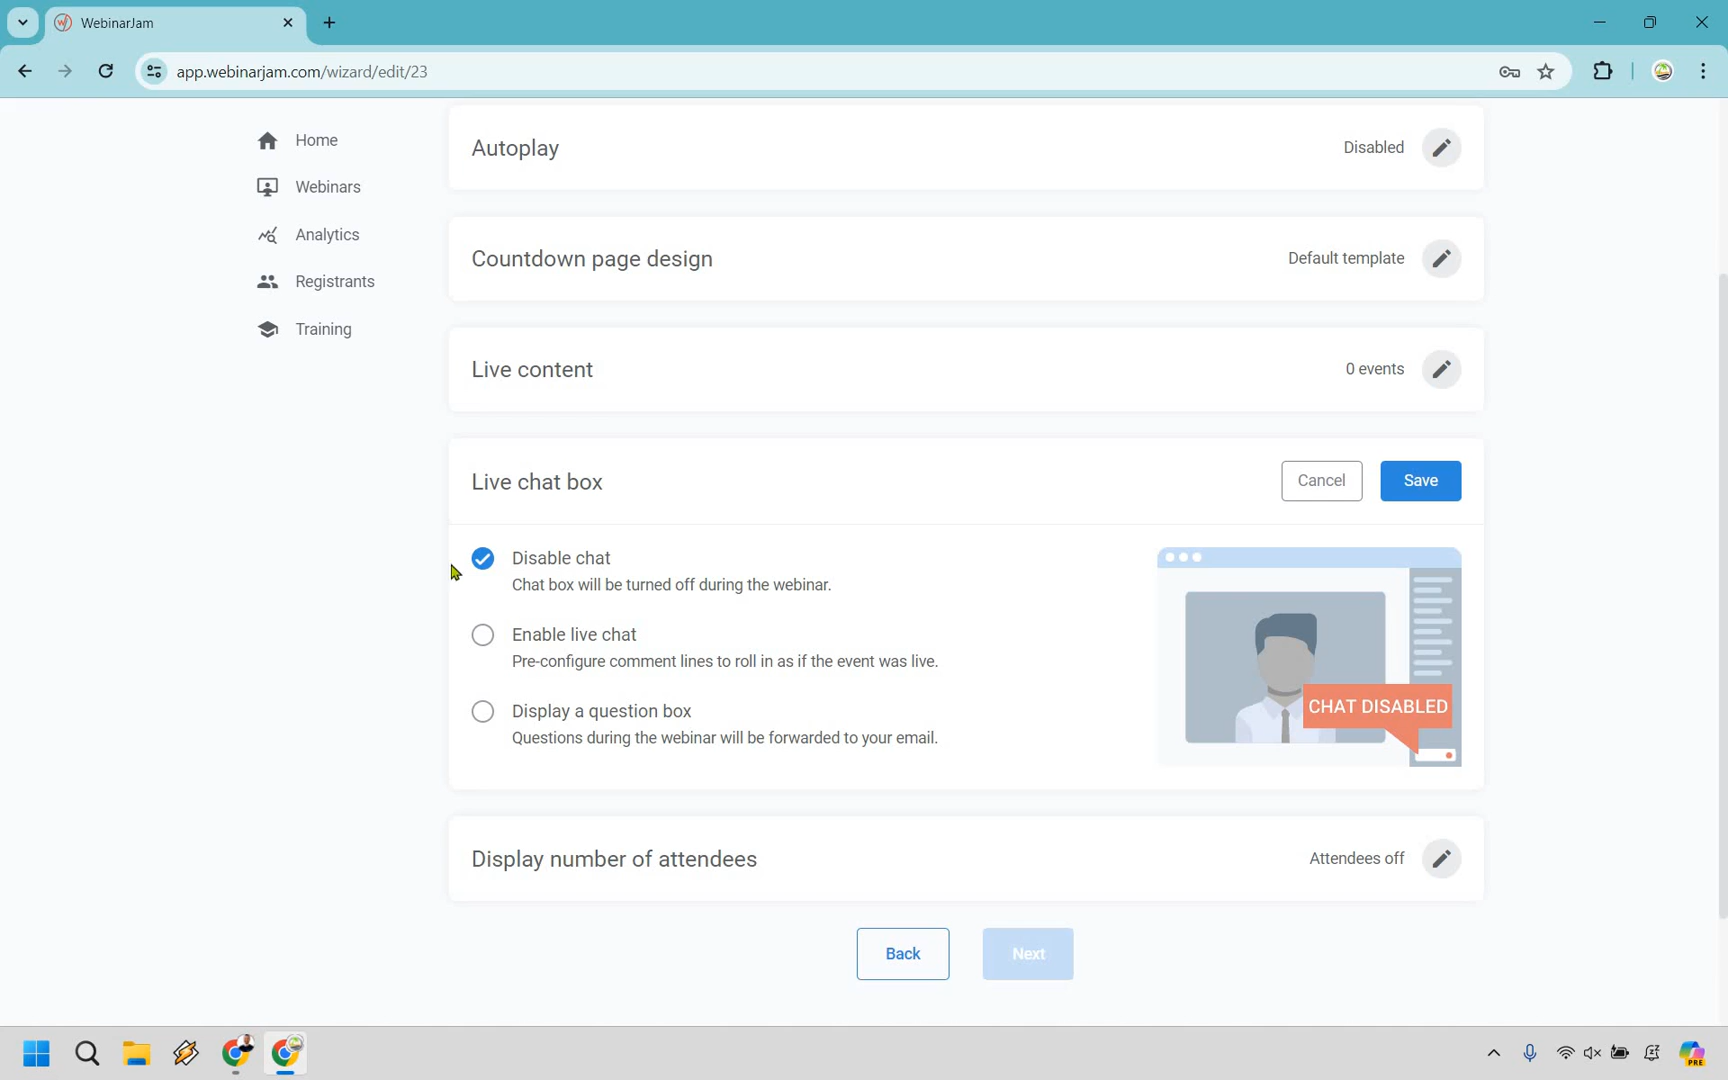 WebinarJam
app.webinarjam.com/wizard/edit/23
Home
Webinars
Analytics
Registrants
Training
Autoplay
Disabled
Countdown page design
Default template
Live content
0 events
Live chat box
Cancel
Save
Disable chat
Chat box will be turned off during the webinar.
Enable live chat
Pre-configure comment lines to roll in as if the event was live.
Display a question box
Questions during the webinar will be forwarded to your email.
CHAT DISABLED
Display number of attendees
Attendees off
Back
Next
PRE